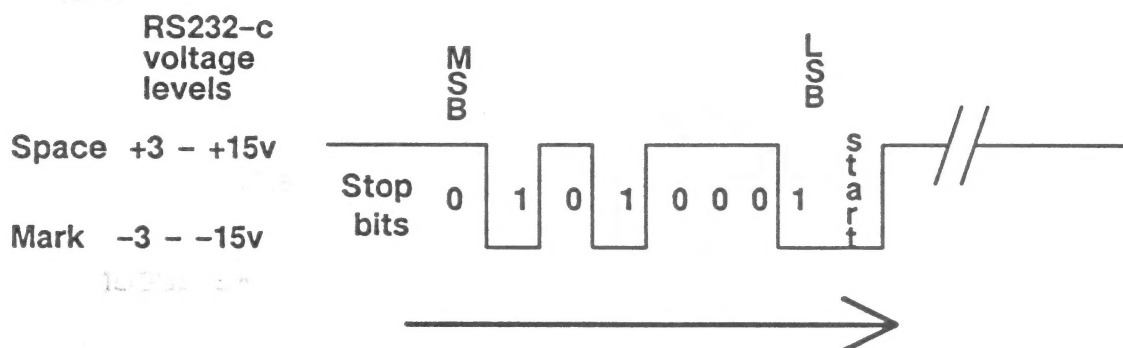 RS232-c
voltage
levels
MSB
LSB
Space +3 - +15v
Mark -3 - -15v
Stop
bits
0 1 0 1 0 0 0 1
start